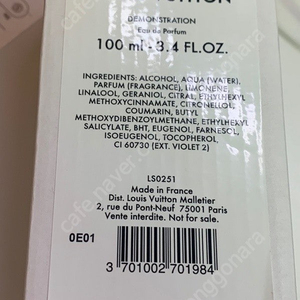 DEMONSTRATION
Eau de Parfum
100 ml - 3.4 FL.OZ.
INGREDIENTS: ALCOHOL, AQUA (WATER),
PARFUM (FRAGRANCE), LIMONENE,
LINALOOL, GERANIOL, CITRAL, ETHYLHEXYL
METHOXYCINNAMATE, CITRONELLOL,
COUMARIN, BUTYL
METHOXYDIBENZOYLMETHANE, ETHYLHEXYL
SALICYLATE, BHT, EUGENOL, FARNESOL,
ISOEUGENOL, TOCOPHEROL,
CI 60730 (EXT. VIOLET 2)
LS0251
Made in France
Dist. Louis Vuitton Malletier
2, rue du Pont-Neuf 75001 Paris
Vente interdite. Not for sale.
0E01
3 701002 701984